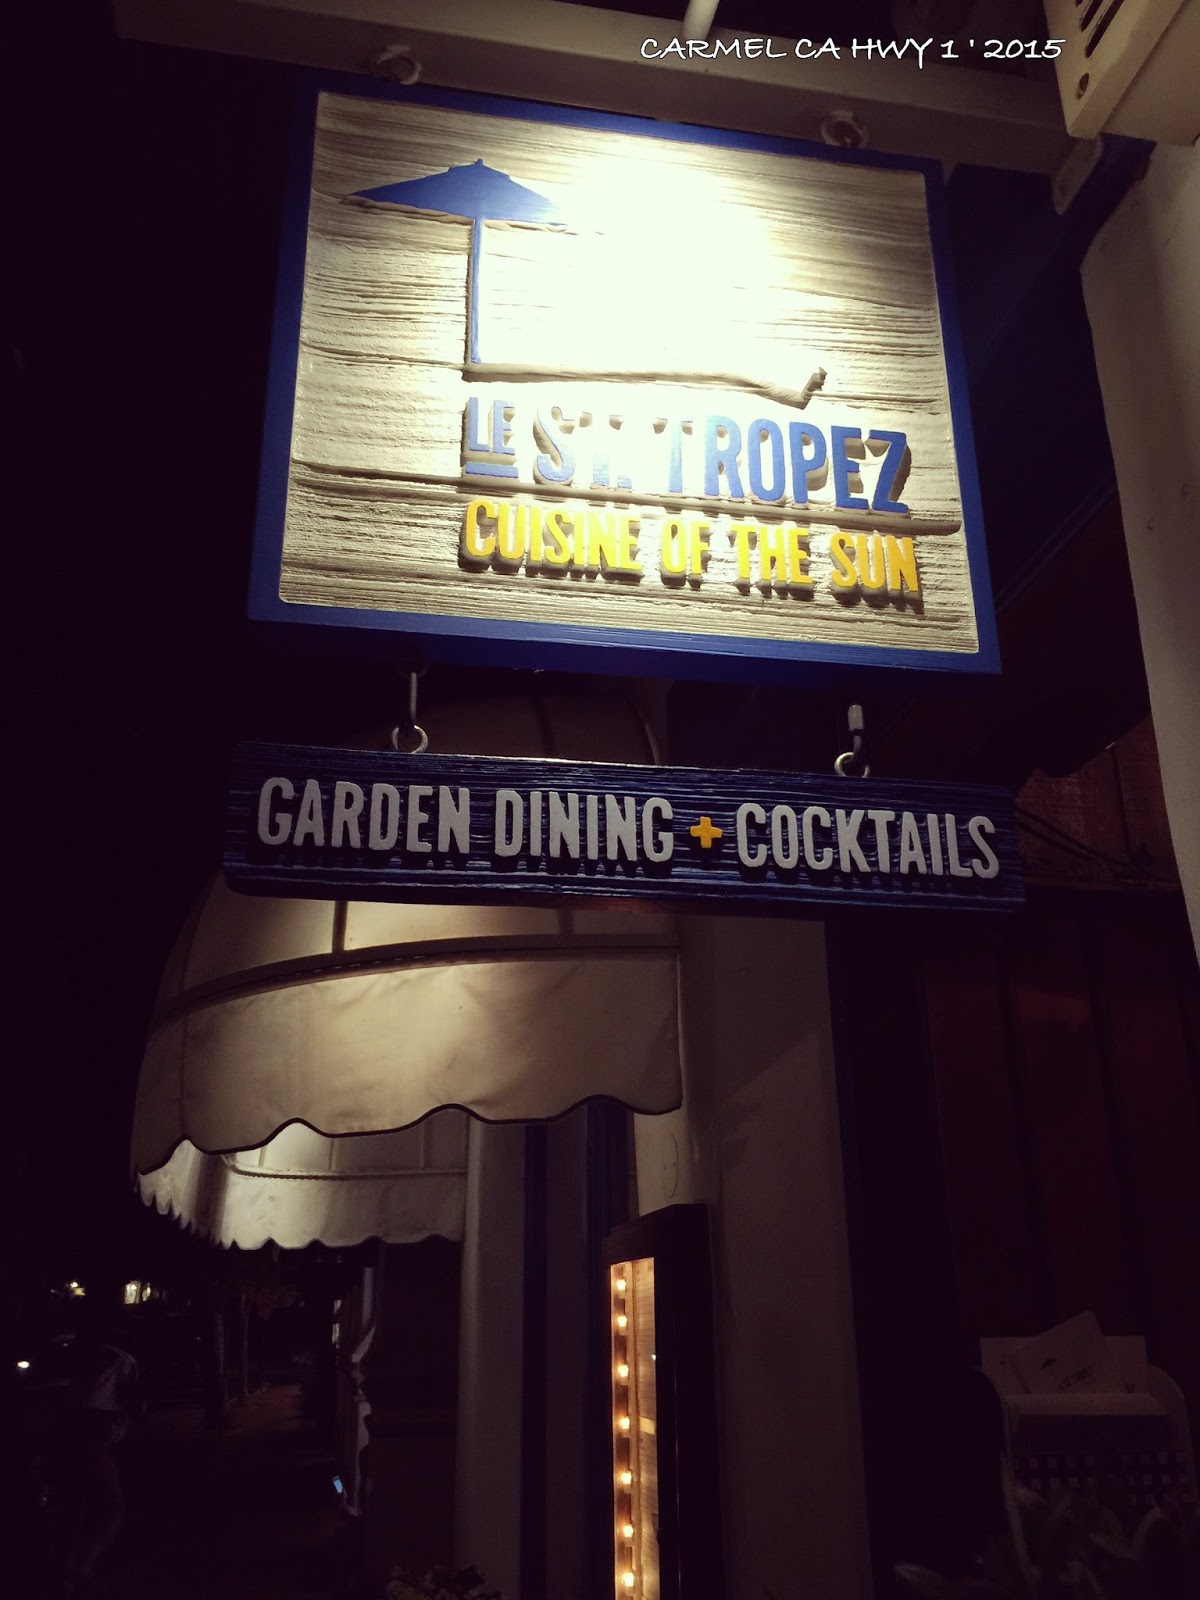 CARMEL CA HWY 1 ' 2015
LE ST. TROPEZ
CUISINE OF THE SUN
GARDEN DINING + COCKTAILS